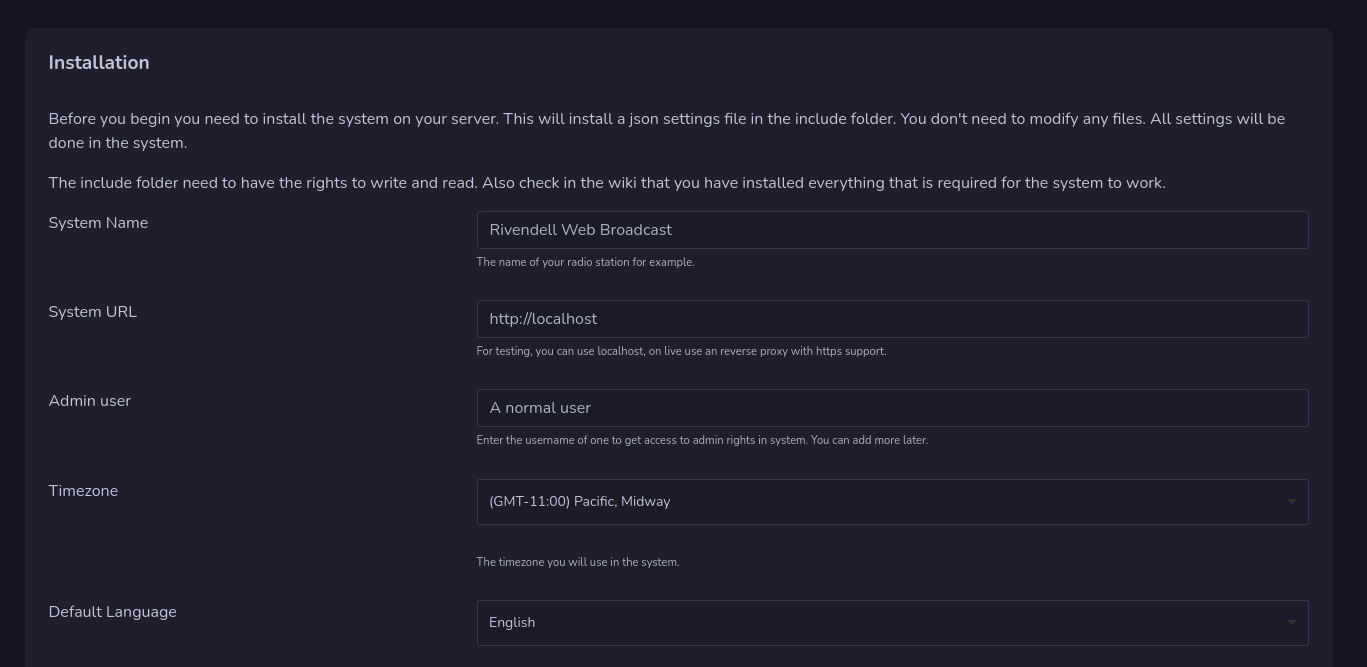 Installation
Before you begin you need to install the system on your server. This will install a json settings file in the include folder. You don't need to modify any files. All settings will be
done in the system.
The include folder need to have the rights to write and read. Also check in the wiki that you have installed everything that is required for the system to work.
System Name
Rivendell Web Broadcast
The name of your radio station for example.
System URL
http://localhost
For testing, you can use localhost, on live use an reverse proxy with https support.
Admin user
A normal user
Enter the username of one to get access to admin rights in system. You can add more later.
Timezone
(GMT-11:00) Pacific, Midway
The timezone you will use in the system.
Default Language
English